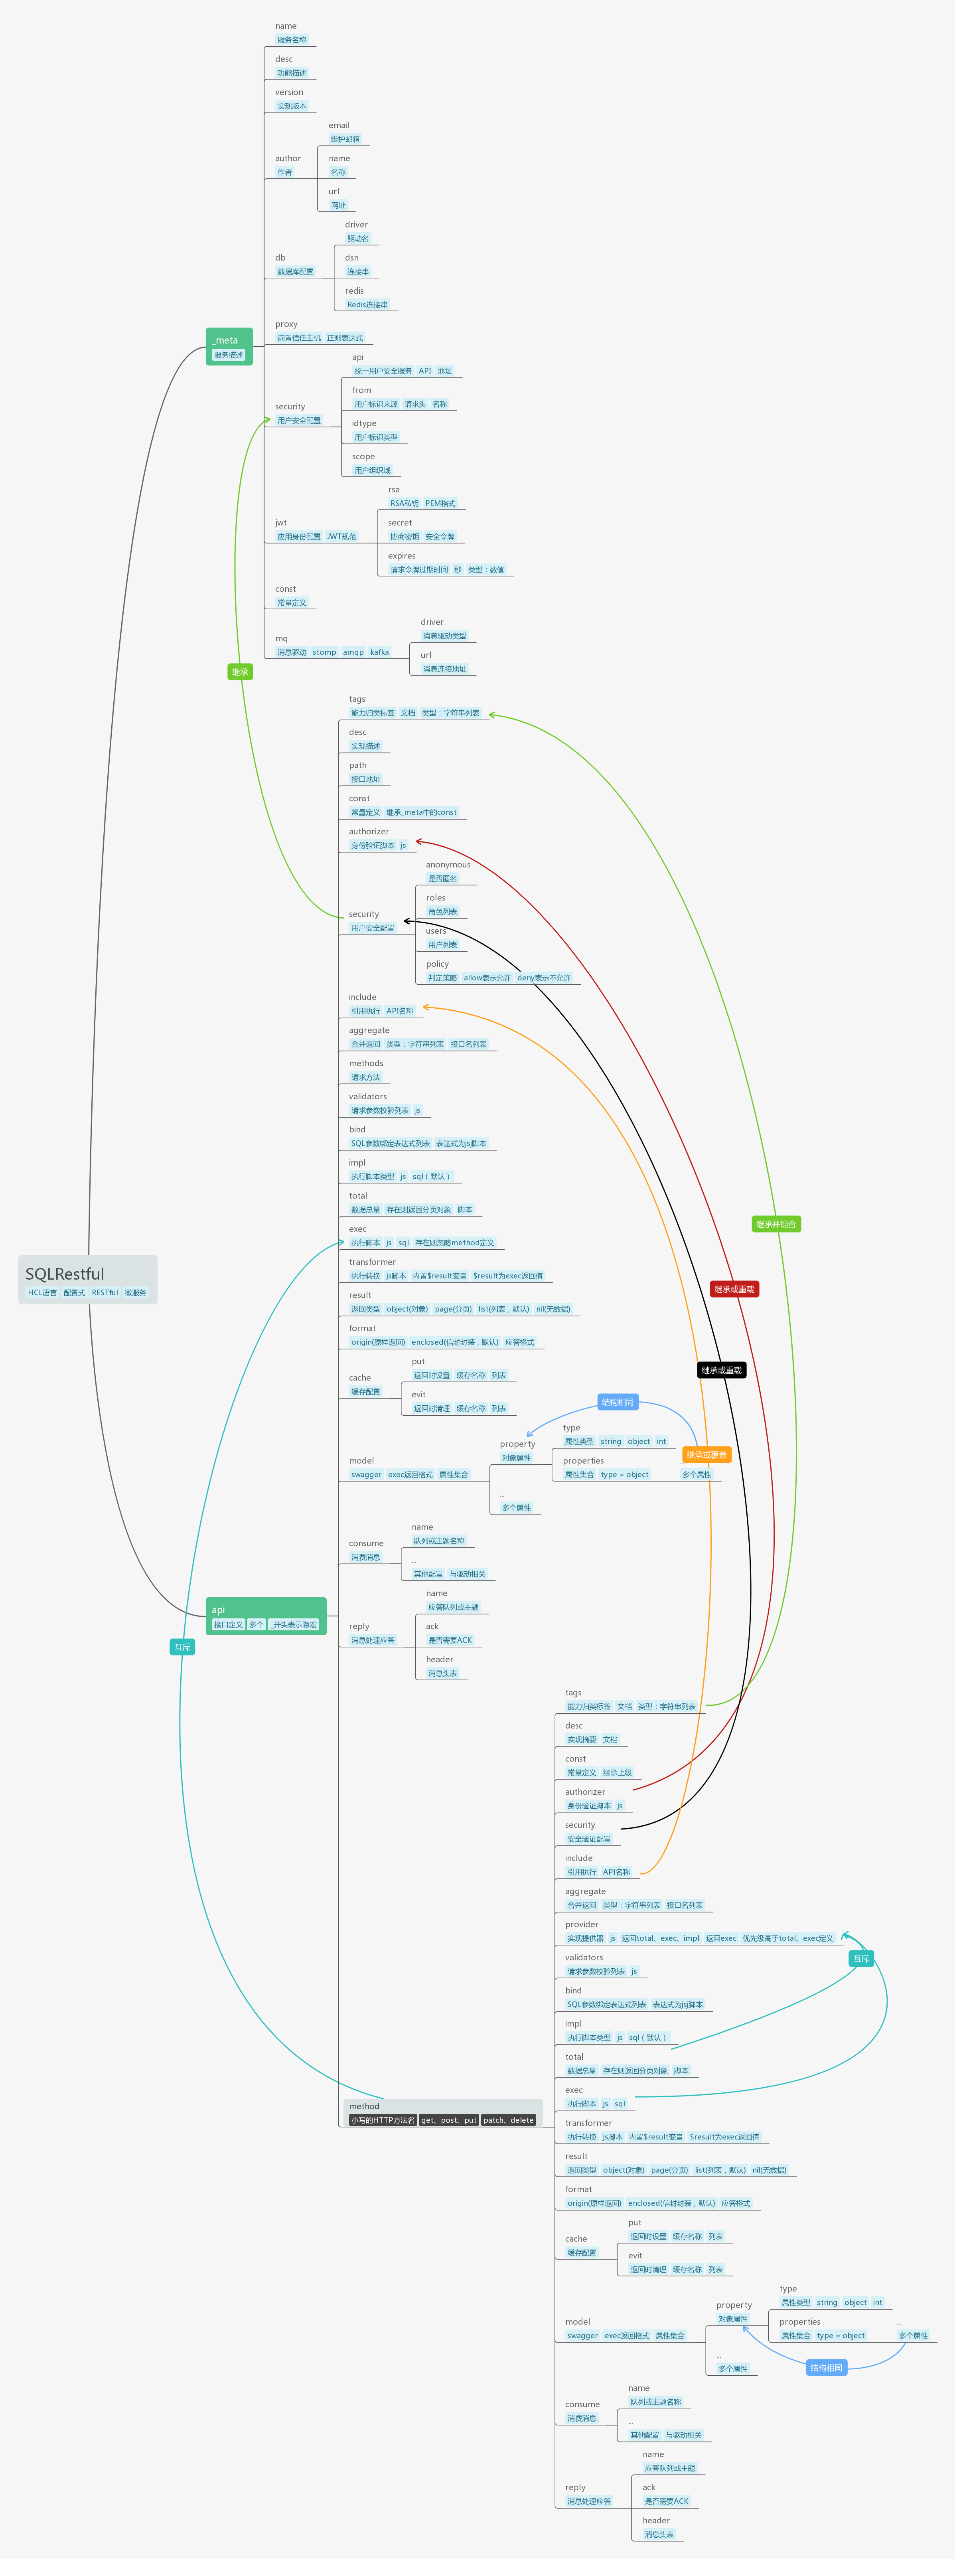 name
服务名称
desc
功能描述
version
实现版本
author
作者
email
维护邮箱
name
名称
url
网址
db
数据库配置
driver
驱动名
dsn
连接串
redis
Redis连接串
proxy
前置信任主机 正则表达式
_meta
服务描述
security
用户安全配置
api
统一用户安全服务 API 地址
from
用户标识来源 请求头 名称
idtype
用户标识类型
scope
用户组织域
jwt
应用身份配置 JWT规范
rsa
RSA私钥 PEM格式
secret
协商密钥 安全令牌
expires
请求令牌过期时间 秒 类型：数值
const
常量定义
mq
消息驱动 stomp amqp kafka
driver
消息驱动类型
url
消息连接地址
继承
tags
能力归类标签 文档 类型：字符串列表
desc
实现描述
path
接口地址
const
常量定义 继承_meta中的const
authorizer
身份验证脚本 js
security
用户安全配置
anonymous
是否匿名
roles
角色列表
users
用户列表
policy
判定策略 allow表示允许 deny表示不允许
include
引用执行 API名称
aggregate
合并返回 类型：字符串列表 接口名列表
methods
请求方法
validators
请求参数校验列表 js
bind
SQL参数绑定表达式列表 表达式为jsj脚本
impl
执行脚本类型 js sql（默认）
total
数据总量 存在则返回分页对象 脚本
继承并组合
exec
执行脚本 js sql 存在则忽略method定义
SQLRestful
HCL语言 配置式 RESTful 微服务
transformer
执行转换 js脚本 内置$result变量 $result为exec返回值
继承或重载
result
返回类型 object(对象) page(分页) list(列表，默认) nil(无数据)
format
origin(原样返回) enclosed(信封封装，默认) 应答格式
继承或重载
cache
缓存配置
put
返回时设置 缓存名称 列表
evit
返回时清理 缓存名称 列表
结构相同
model
swagger exec返回格式 属性集合
property
对象属性
type
属性类型 string object int
继承或覆盖
properties
属性集合 type = object
...
多个属性
...
多个属性
consume
消费消息
name
队列或主题名称
...
其他配置 与驱动相关
api
接口定义 多个 _开头表示隐宏
reply
消息处理应答
name
应答队列或主题
ack
是否需要ACK
header
消息头表
互斥
tags
能力归类标签 文档 类型：字符串列表
desc
实现摘要 文档
const
常量定义 继承上级
authorizer
身份验证脚本 js
security
安全验证配置
include
引用执行 API名称
aggregate
合并返回 类型：字符串列表 接口名列表
provider
实现提供器 js 返回total、exec、impl 返回exec 优先级高于total、exec定义
互斥
validators
请求参数校验列表 js
bind
SQL参数绑定表达式列表 表达式为jsj脚本
impl
执行脚本类型 js sql（默认）
total
数据总量 存在则返回分页对象 脚本
exec
执行脚本 js sql
method
小写的HTTP方法名 get、post、put patch、delete
transformer
执行转换 js脚本 内置$result变量 $result为exec返回值
result
返回类型 object(对象) page(分页) list(列表，默认) nil(无数据)
format
origin(原样返回) enclosed(信封封装，默认) 应答格式
cache
缓存配置
put
返回时设置 缓存名称 列表
evit
返回时清理 缓存名称 列表
model
swagger exec返回格式 属性集合
property
对象属性
type
属性类型 string object int
properties
属性集合 type = object
...
多个属性
结构相同
...
多个属性
consume
消费消息
name
队列或主题名称
...
其他配置 与驱动相关
reply
消息处理应答
name
应答队列或主题
ack
是否需要ACK
header
消息头表